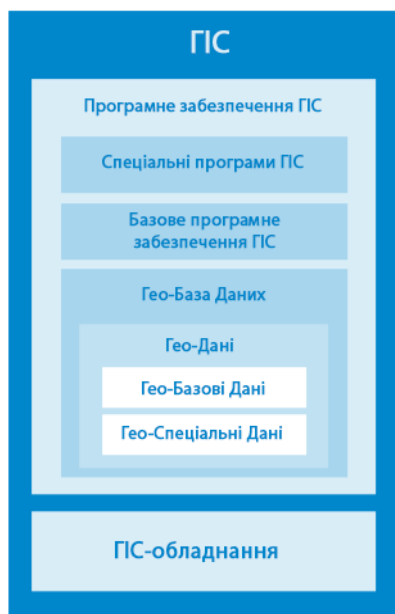 ГІС
Програмне забезпечення ГІС
Спеціальні програми ГІС
Базове програмне
забезпечення ГІС
Гео-База Даних
Гео-Дані
Гео-Базові Дані
Гео-Спеціальні Дані
ГІС-обладнання